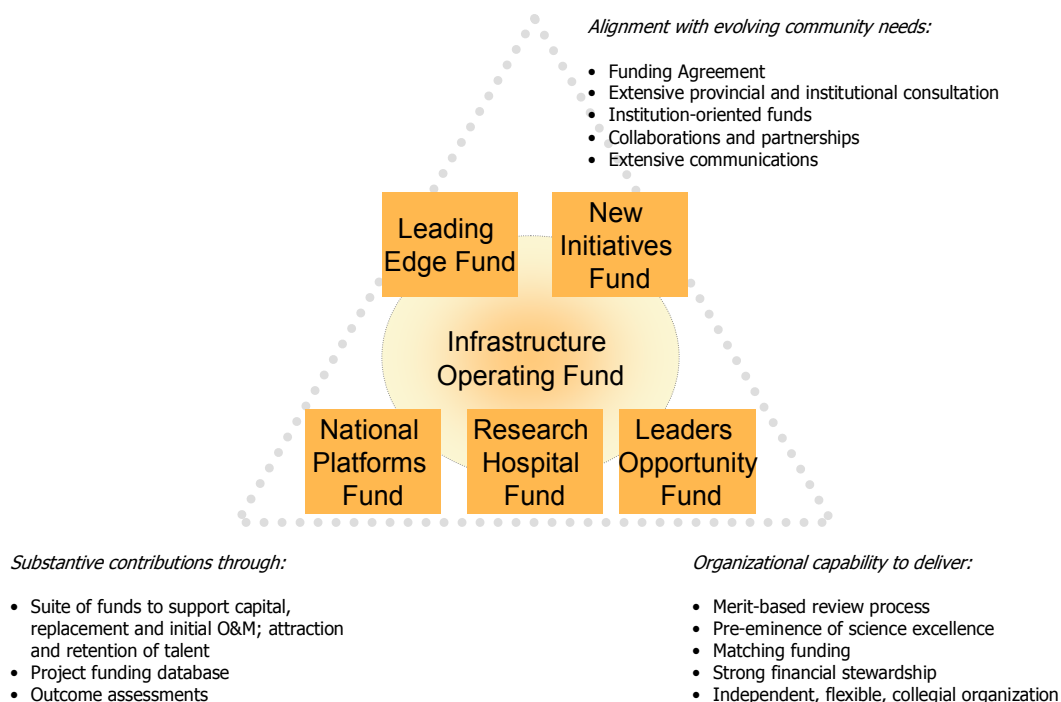 Alignment with evolving community needs:
• Funding Agreement
• Extensive provincial and institutional consultation
• Institution-oriented funds
• Collaborations and partnerships
• Extensive communications
Leading
Edge Fund
New
Initiatives
Fund
Infrastructure
Operating Fund
National
Platforms
Fund
Research
Hospital
Fund
Leaders
Opportunity
Fund
Substantive contributions through:
• Suite of funds to support capital,
replacement and initial O&M; attraction
and retention of talent
• Project funding database
• Outcome assessments
Organizational capability to deliver:
• Merit-based review process
• Pre-eminence of science excellence
• Matching funding
• Strong financial stewardship
• Independent, flexible, collegial organization